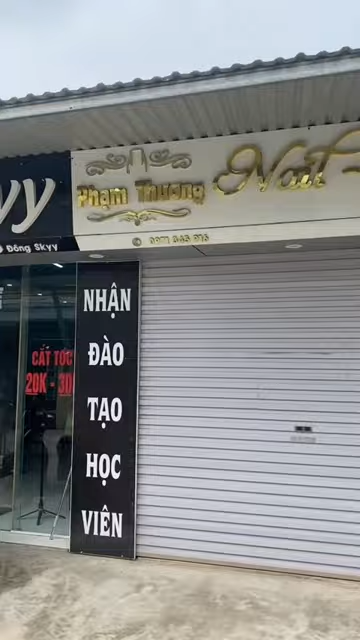 yy
Đông Skyy
Phạm Thương
Nail
NHẬN
ĐÀO
TẠO
HỌC
VIÊN
CẮT TÓC
20K - 30